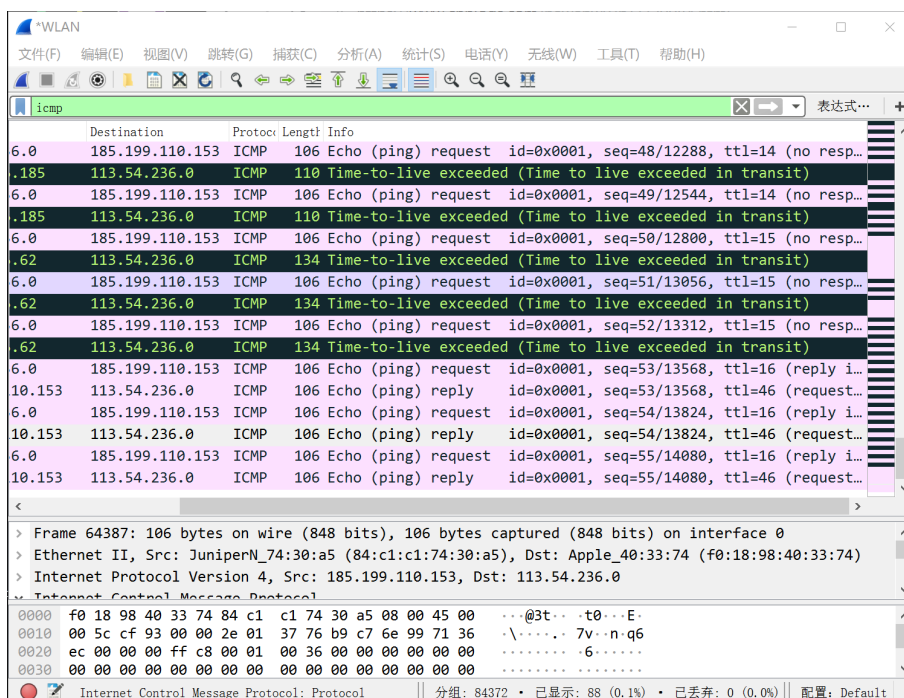 *WLAN
文件(F) 编辑(E) 视图(V) 跳转(G) 捕获(C) 分析(A) 统计(S) 电话(Y) 无线(W) 工具(T) 帮助(H)
icmp 表达式… +
Destination Protoc Length Info
6.0 185.199.110.153 ICMP 106 Echo (ping) request id=0x0001, seq=48/12288, ttl=14 (no resp…
.185 113.54.236.0 ICMP 110 Time-to-live exceeded (Time to live exceeded in transit)
6.0 185.199.110.153 ICMP 106 Echo (ping) request id=0x0001, seq=49/12544, ttl=14 (no resp…
.185 113.54.236.0 ICMP 110 Time-to-live exceeded (Time to live exceeded in transit)
6.0 185.199.110.153 ICMP 106 Echo (ping) request id=0x0001, seq=50/12800, ttl=15 (no resp…
.62 113.54.236.0 ICMP 134 Time-to-live exceeded (Time to live exceeded in transit)
6.0 185.199.110.153 ICMP 106 Echo (ping) request id=0x0001, seq=51/13056, ttl=15 (no resp…
.62 113.54.236.0 ICMP 134 Time-to-live exceeded (Time to live exceeded in transit)
6.0 185.199.110.153 ICMP 106 Echo (ping) request id=0x0001, seq=52/13312, ttl=15 (no resp…
.62 113.54.236.0 ICMP 134 Time-to-live exceeded (Time to live exceeded in transit)
6.0 185.199.110.153 ICMP 106 Echo (ping) request id=0x0001, seq=53/13568, ttl=16 (reply i…
10.153 113.54.236.0 ICMP 106 Echo (ping) reply id=0x0001, seq=53/13568, ttl=46 (request…
6.0 185.199.110.153 ICMP 106 Echo (ping) request id=0x0001, seq=54/13824, ttl=16 (reply i…
10.153 113.54.236.0 ICMP 106 Echo (ping) reply id=0x0001, seq=54/13824, ttl=46 (request…
6.0 185.199.110.153 ICMP 106 Echo (ping) request id=0x0001, seq=55/14080, ttl=16 (reply i…
10.153 113.54.236.0 ICMP 106 Echo (ping) reply id=0x0001, seq=55/14080, ttl=46 (request…
Frame 64387: 106 bytes on wire (848 bits), 106 bytes captured (848 bits) on interface 0
Ethernet II, Src: JuniperN_74:30:a5 (84:c1:c1:74:30:a5), Dst: Apple_40:33:74 (f0:18:98:40:33:74)
Internet Protocol Version 4, Src: 185.199.110.153, Dst: 113.54.236.0
Internet Control Message Protocol
0000 f0 18 98 40 33 74 84 c1 c1 74 30 a5 08 00 45 00 ···@3t·· ·t0···E·
0010 00 5c cf 93 00 00 2e 01 37 76 b9 c7 6e 99 71 36 ·\····.· 7v··n·q6
0020 ec 00 00 00 ff c8 00 01 00 36 00 00 00 00 00 00 ········ ·6······
0030 00 00 00 00 00 00 00 00 00 00 00 00 00 00 00 00 ········ ········
Internet Control Message Protocol: Protocol 分组: 84372 · 已显示: 88 (0.1%) · 已丢弃: 0 (0.0%) 配置: Default